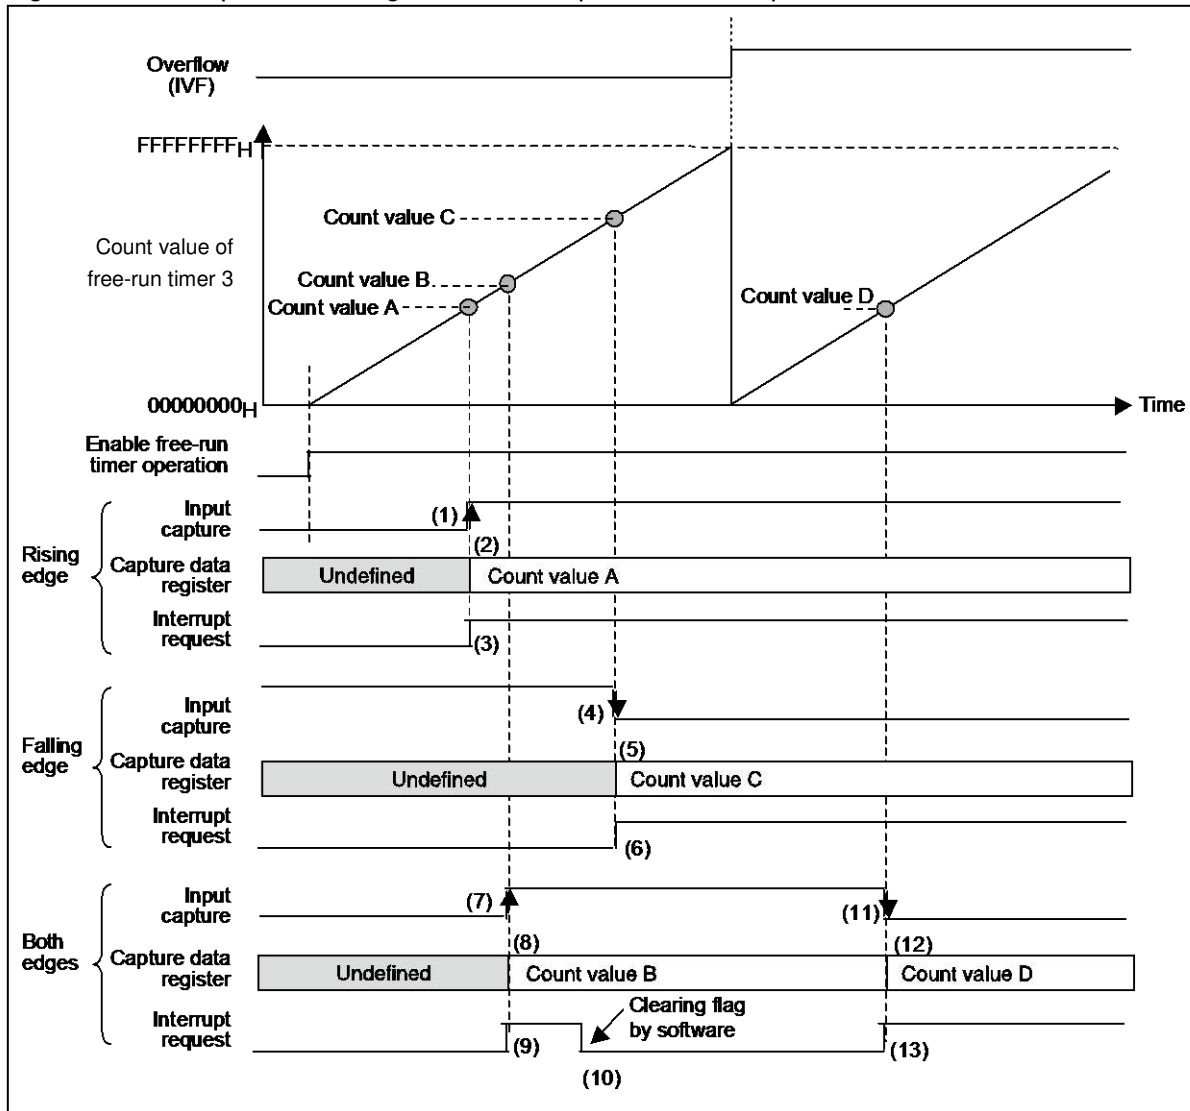 Overflow
(IVF)
FFFFFFFFH
Count value C
Count value of
free-run timer 3
Count value B
Count value A
Count value D
00000000H
Time
Enable free-run
timer operation
Rising
edge
Input
capture
(1)
(2)
Capture data
register
Undefined
Count value A
Interrupt
request
(3)
Falling
edge
Input
capture
(4)
(5)
Capture data
register
Undefined
Count value C
Interrupt
request
(6)
Both
edges
Input
capture
(7)
(11)
(8)
(12)
Capture data
register
Undefined
Count value B
Count value D
Interrupt
request
(9)
Clearing flag
by software
(13)
(10)